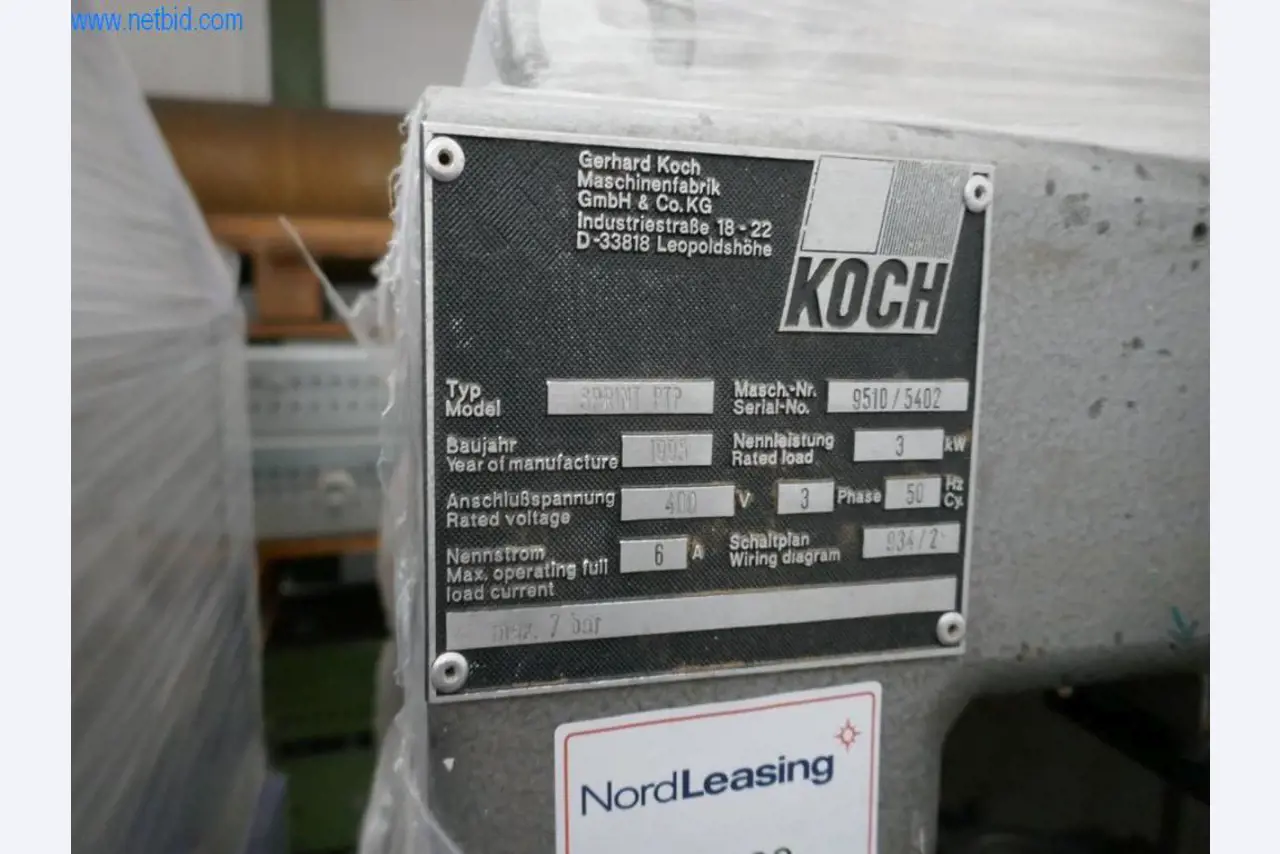 www.netbid.com
Gerhard Koch
Maschinenfabrik
GmbH & Co. KG
Industriestraße 18-22
D-33818 Leopoldshöhe
KOCH
Typ
Model
SPRINT PTP
Masch.-Nr.
Serial-No.
9510/5402
Baujahr
Year of manufacture
Nennleistung
Rated load
3 kW
Anschlußspannung
Rated voltage
400 V
3 Phase
50 Hz
Cy.
Nennstrom
Max. operating full
load current
6 A
Schaltplan
Wiring diagram
934/2
max. 7 bar
NordLeasing